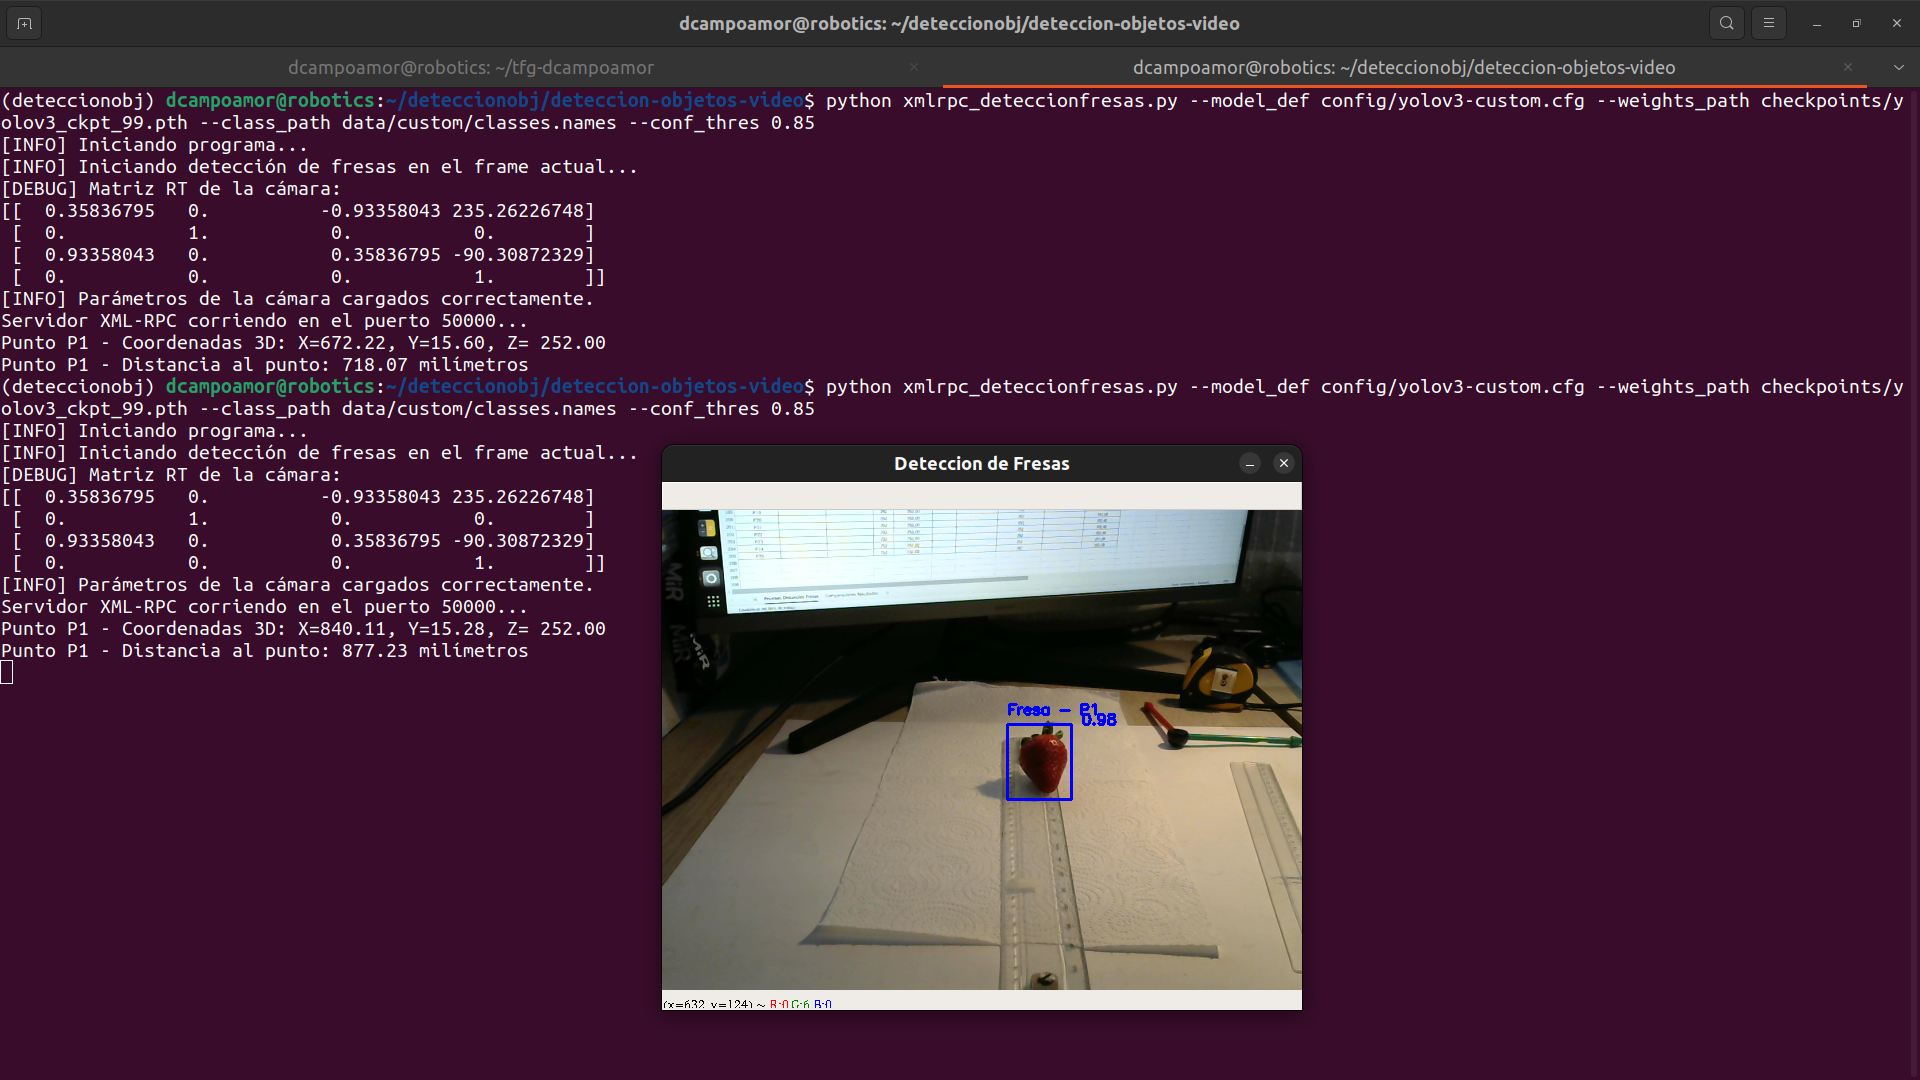 dcampoamor@robotics: ~/deteccionobj/deteccion-objetos-video
dcampoamor@robotics: ~/tfg-dcampoamor
dcampoamor@robotics: ~/deteccionobj/deteccion-objetos-video
(deteccionobj) dcampoamor@robotics:~/deteccionobj/deteccion-objetos-video$ python xmlrpc_deteccionfresas.py --model_def config/yolov3-custom.cfg --weights_path checkpoints/y
olov3_ckpt_99.pth --class_path data/custom/classes.names --conf_thres 0.85
[INFO] Iniciando programa...
[INFO] Iniciando detección de fresas en el frame actual...
[DEBUG] Matriz RT de la cámara:
[[ 0.35836795 0. -0.93358043 235.26226748]
[ 0. 1. 0. 0. ]
[ 0.93358043 0. 0.35836795 -90.30872329]
[ 0. 0. 0. 1. ]]
[INFO] Parámetros de la cámara cargados correctamente.
Servidor XML-RPC corriendo en el puerto 50000...
Punto P1 - Coordenadas 3D: X=672.22, Y=15.60, Z= 252.00
Punto P1 - Distancia al punto: 718.07 milímetros
(deteccionobj) dcampoamor@robotics:~/deteccionobj/deteccion-objetos-video$ python xmlrpc_deteccionfresas.py --model_def config/yolov3-custom.cfg --weights_path checkpoints/y
olov3_ckpt_99.pth --class_path data/custom/classes.names --conf_thres 0.85
[INFO] Iniciando programa...
[INFO] Iniciando detección de fresas en el frame actual...
[DEBUG] Matriz RT de la cámara:
[[ 0.35836795 0. -0.93358043 235.26226748]
[ 0. 1. 0. 0. ]
[ 0.93358043 0. 0.35836795 -90.30872329]
[ 0. 0. 0. 1. ]]
[INFO] Parámetros de la cámara cargados correctamente.
Servidor XML-RPC corriendo en el puerto 50000...
Punto P1 - Coordenadas 3D: X=840.11, Y=15.28, Z= 252.00
Punto P1 - Distancia al punto: 877.23 milímetros
Deteccion de Fresas
MiR
MiR
MiR
Fresa - P1
0.98
(x=632, y=124) ~ R:0 G:6 B:0